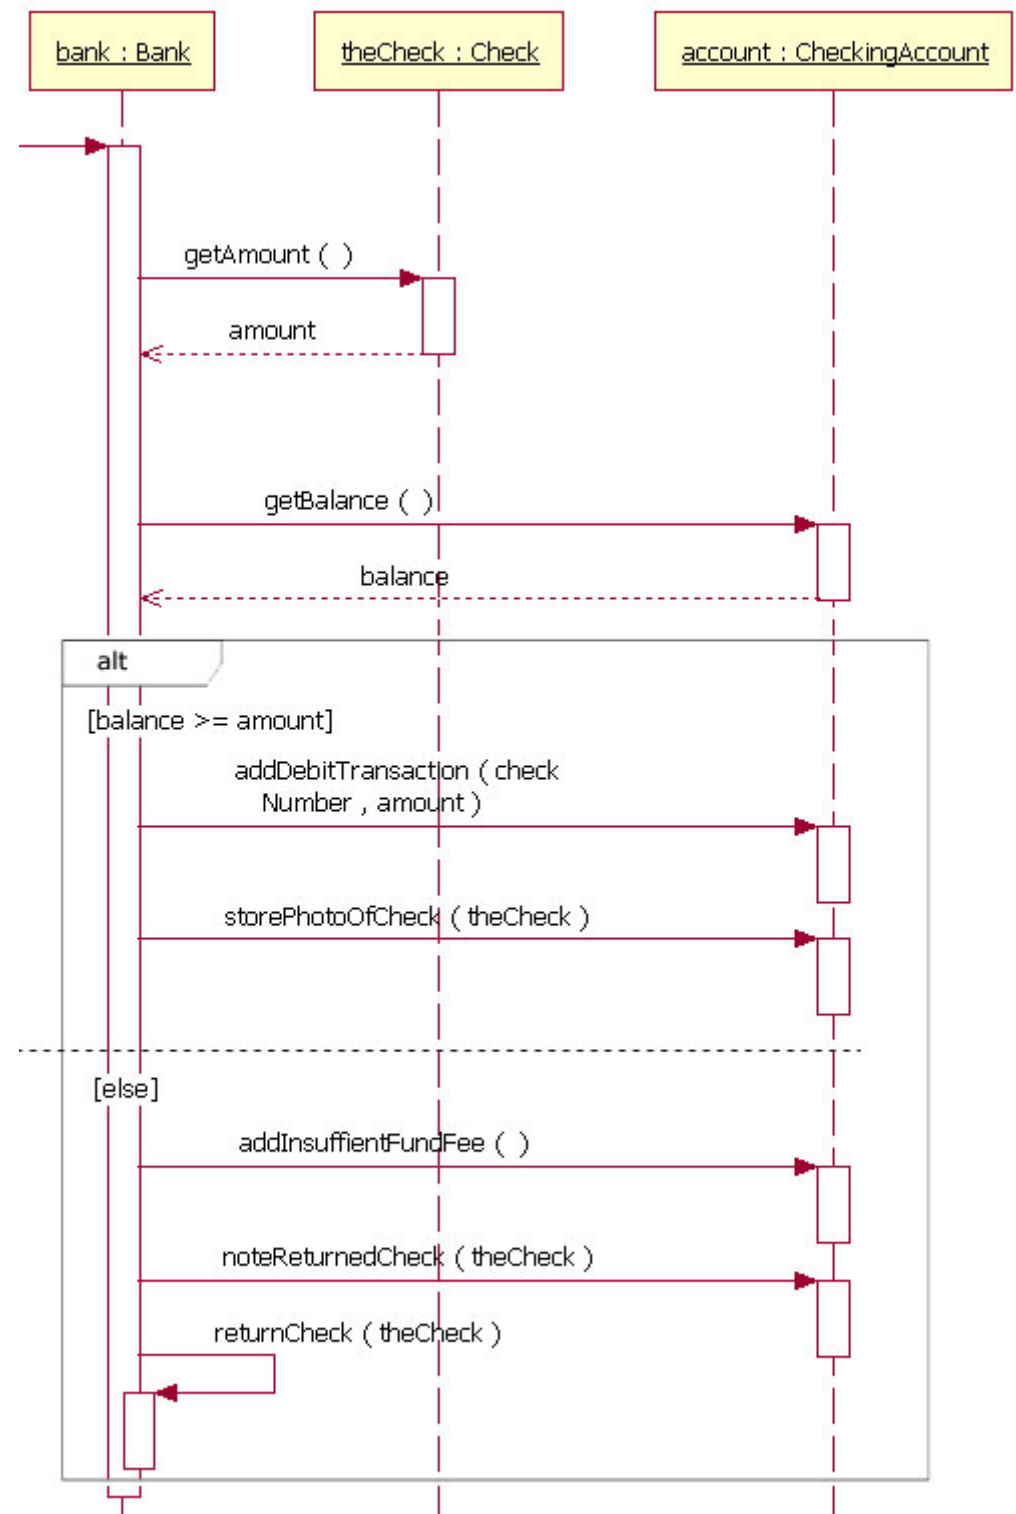 bank : Bank
theCheck : Check
account : CheckingAccount
getAmount ( )
amount
getBalance ( )
balance
alt
[balance >= amount]
addDebitTransaction ( check
Number , amount )
storePhotoOfCheck ( theCheck )
[else]
addInsuffientFundFee ( )
noteReturnedCheck ( theCheck )
returnCheck ( theCheck )